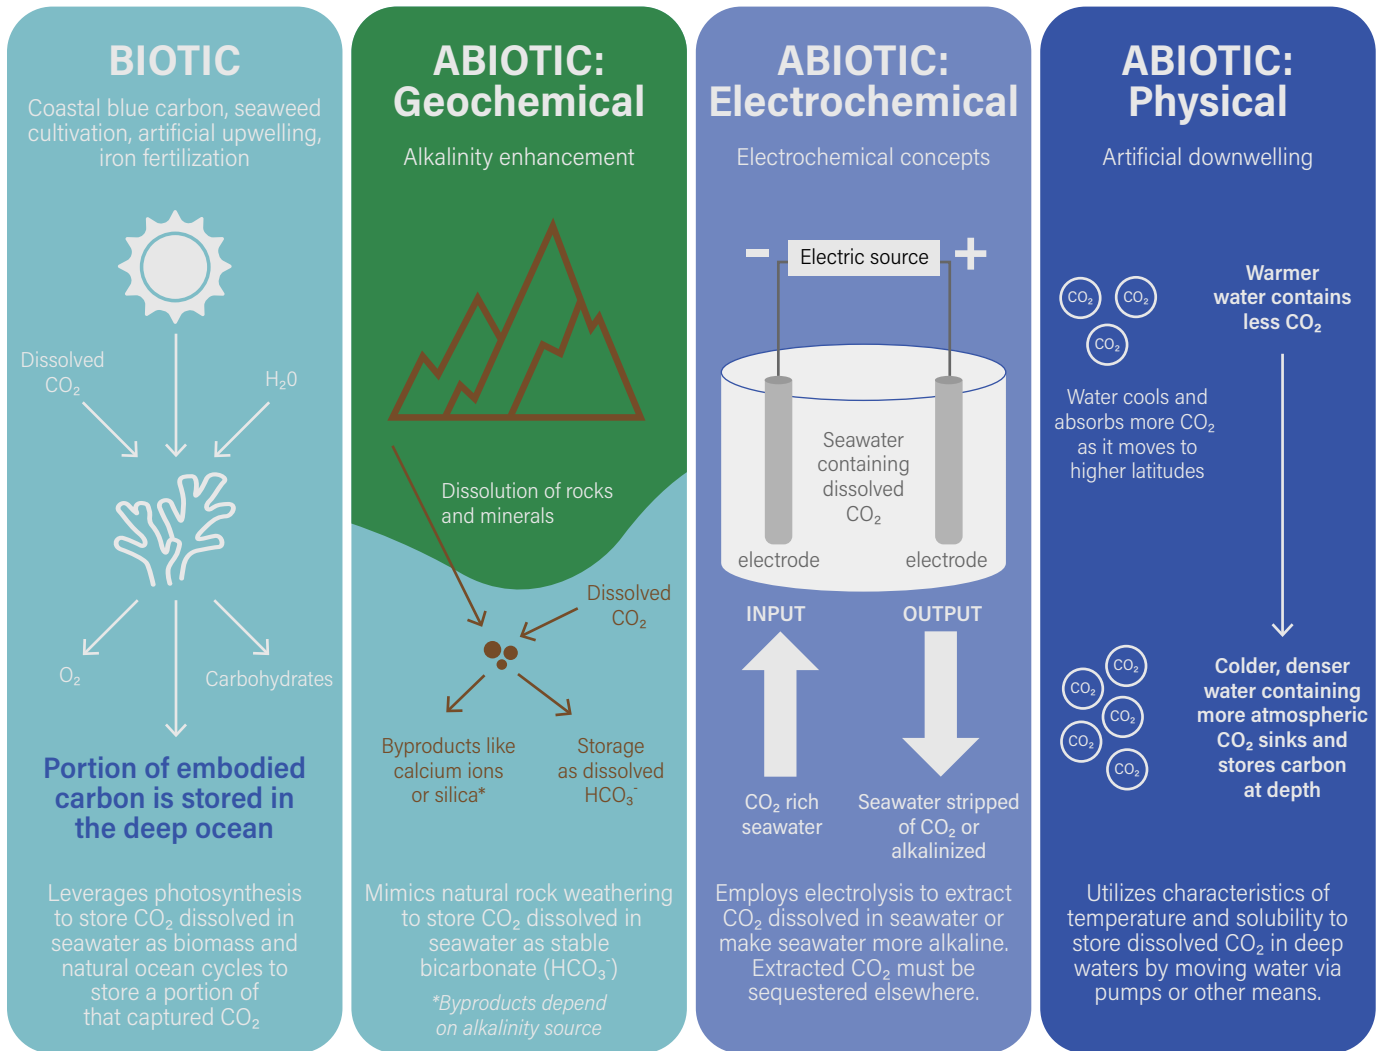 BIOTIC
Coastal blue carbon, seaweed
cultivation, artificial upwelling,
iron fertilization
Dissolved
CO₂
H₂0
O₂
Carbohydrates
Portion of embodied
carbon is stored in
the deep ocean
Leverages photosynthesis
to store CO₂ dissolved in
seawater as biomass and
natural ocean cycles to
store a portion of
that captured CO₂
ABIOTIC:
Geochemical
Alkalinity enhancement
Dissolution of rocks
and minerals
Dissolved
CO₂
Byproducts like
calcium ions
or silica*
Storage
as dissolved
HCO₃⁻
Mimics natural rock weathering
to store CO₂ dissolved in
seawater as stable
bicarbonate (HCO₃⁻)
*Byproducts depend
on alkalinity source
ABIOTIC:
Electrochemical
Electrochemical concepts
− Electric source +
Seawater
containing
dissolved
CO₂
electrode
electrode
INPUT
OUTPUT
CO₂ rich
seawater
Seawater stripped
of CO₂ or
alkalinized
Employs electrolysis to extract
CO₂ dissolved in seawater or
make seawater more alkaline.
Extracted CO₂ must be
sequestered elsewhere.
ABIOTIC:
Physical
Artificial downwelling
CO₂
CO₂
CO₂
Warmer
water contains
less CO₂
Water cools and
absorbs more CO₂
as it moves to
higher latitudes
CO₂
CO₂
CO₂
CO₂
CO₂
Colder, denser
water containing
more atmospheric
CO₂ sinks and
stores carbon
at depth
Utilizes characteristics of
temperature and solubility to
store dissolved CO₂ in deep
waters by moving water via
pumps or other means.